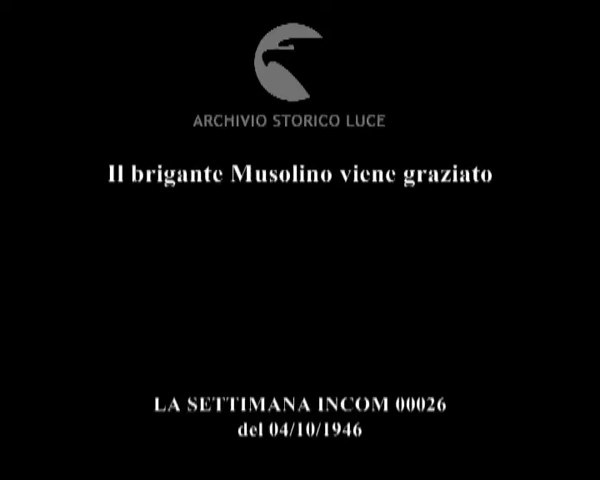 ARCHIVIO STORICO LUCE
Il brigante Musolino viene graziato
LA SETTIMANA INCOM 00026
del 04/10/1946